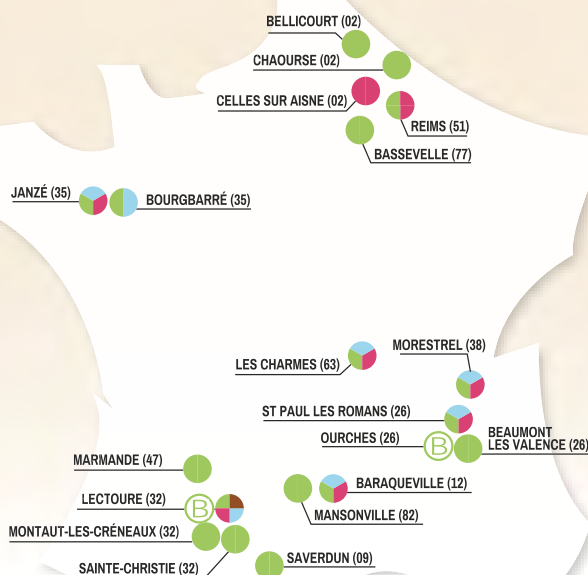 BELLICOURT (02)
CHAOURSE (02)
CELLES SUR AISNE (02)
REIMS (51)
BASSEVELLE (77)
JANZÉ (35)
BOURGBARRÉ (35)
MORESTREL (38)
LES CHARMES (63)
ST PAUL LES ROMANS (26)
OURCHES (26)
B
BEAUMONT
LES VALENCE (26)
MARMANDE (47)
BARAQUEVILLE (12)
LECTOURE (32)
B
MANSONVILLE (82)
MONTAUT-LES-CRÉNEAUX (32)
SAVERDUN (09)
SAINTE-CHRISTIE (32)